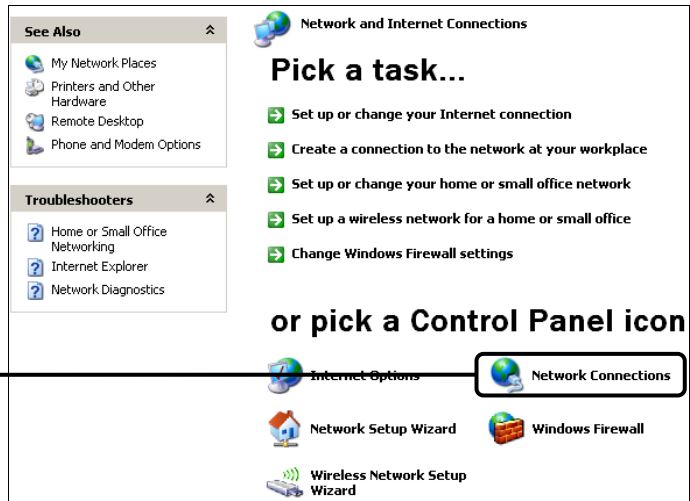 See Also
My Network Places
Printers and Other
Hardware
Remote Desktop
Phone and Modem Options
Troubleshooters
Home or Small Office
Networking
Internet Explorer
Network Diagnostics
Network and Internet Connections
Pick a task...
Set up or change your Internet connection
Create a connection to the network at your workplace
Set up or change your home or small office network
Set up a wireless network for a home or small office
Change Windows Firewall settings
or pick a Control Panel icon
Internet Options
Network Connections
Network Setup Wizard
Windows Firewall
Wireless Network Setup
Wizard